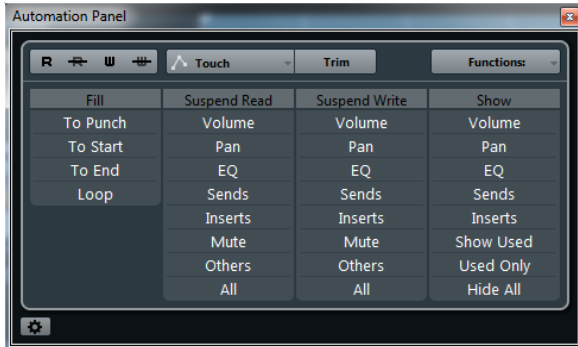 Automation Panel
R R W W Touch Trim Functions:
Fill Suspend Read Suspend Write Show
To Punch Volume Volume Volume
To Start Pan Pan Pan
To End EQ EQ EQ
Loop Sends Sends Sends
Inserts Inserts Inserts
Mute Mute Show Used
Others Others Used Only
All All Hide All